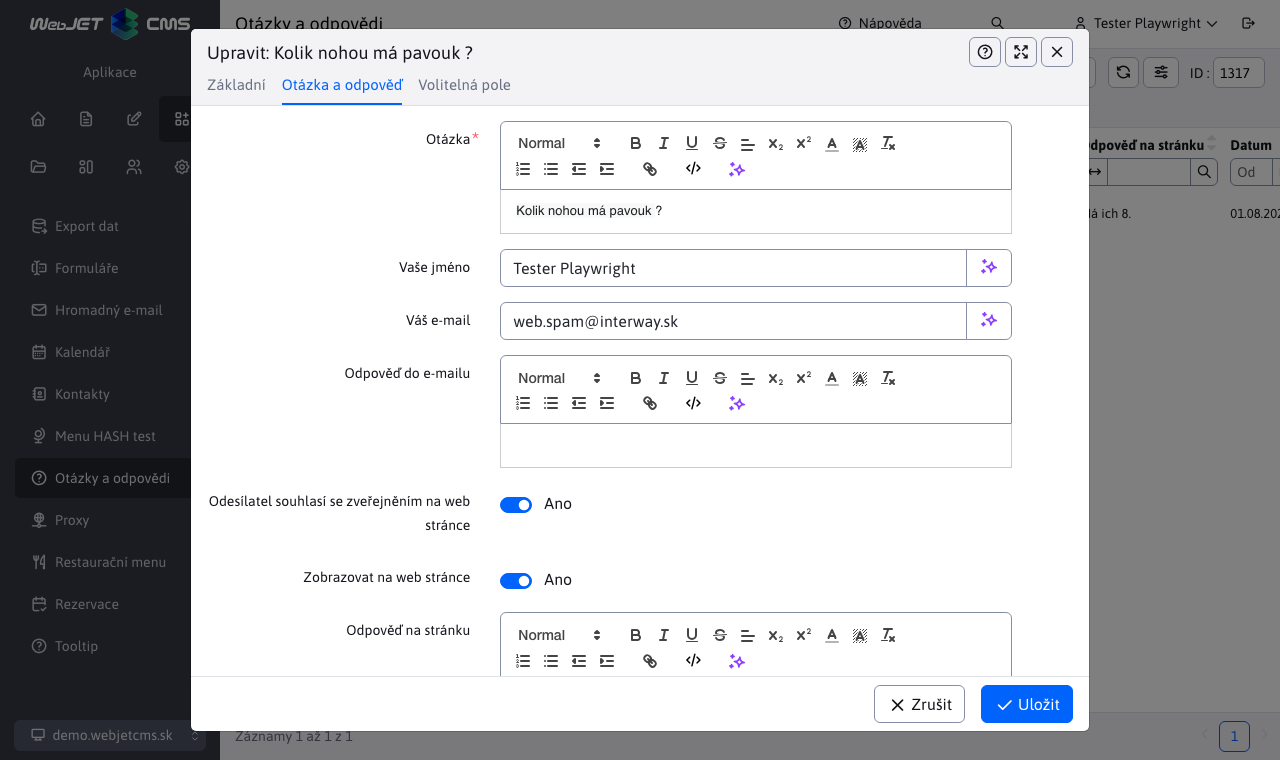 WebJET CMS
Otázky a odpovědi
Nápověda
Tester Playwright
Aplikace
Export dat
Formuláře
Hromadný e-mail
Kalendář
Kontakty
Menu HASH test
Otázky a odpovědi
Proxy
Restaurační menu
Rezervace
Tooltip
demo.webjetcms.sk
Upravit: Kolik nohou má pavouk ?
Základní
Otázka a odpověď
Volitelná pole
Otázka*
Normal
Kolik nohou má pavouk ?
Vaše jméno
Tester Playwright
Váš e-mail
web.spam@interway.sk
Odpověď do e-mailu
Normal
Odesílatel souhlasí se zveřejněním na web
stránce
Ano
Zobrazovat na web stránce
Ano
Odpověď na stránku
Normal
Zrušit
Uložit
ID : 1317
dpověď na stránku
Datum
Od
á ich 8.
01.08.202
Záznamy 1 až 1 z 1
1